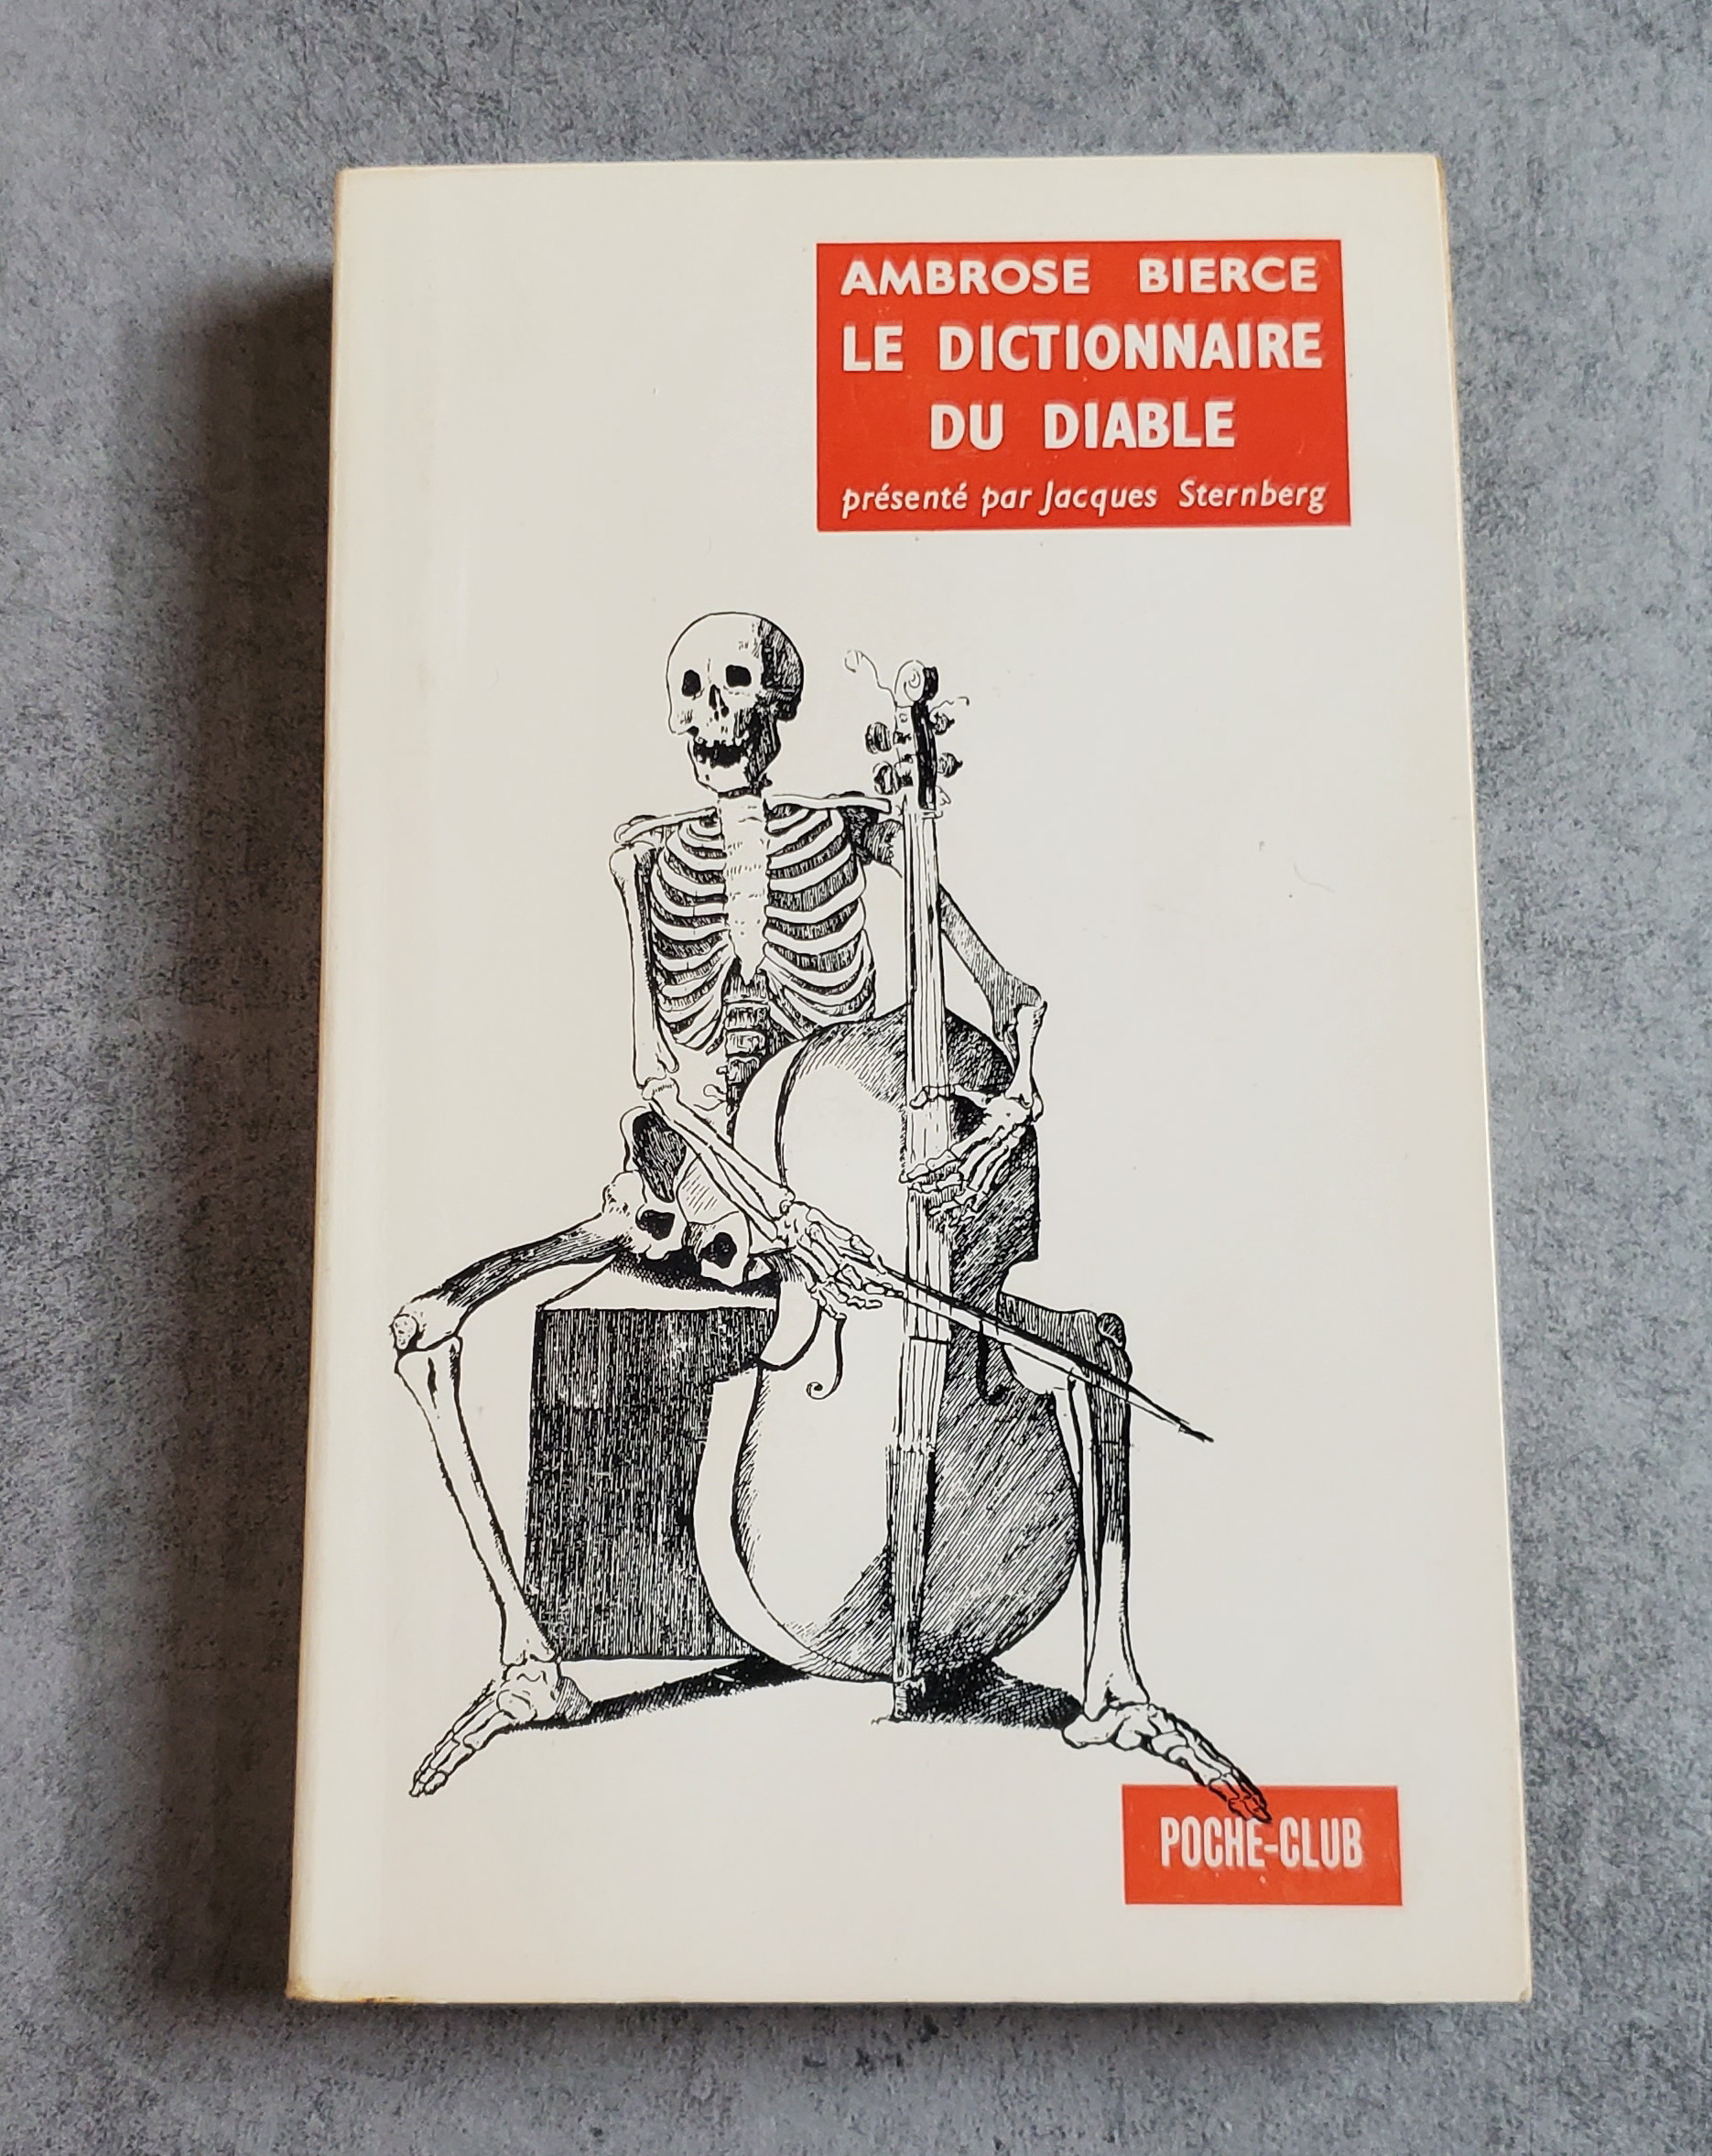 AMBROSE BIERCE
LE DICTIONNAIRE
DU DIABLE
présenté par Jacques Sternberg
POCHE-CLUB